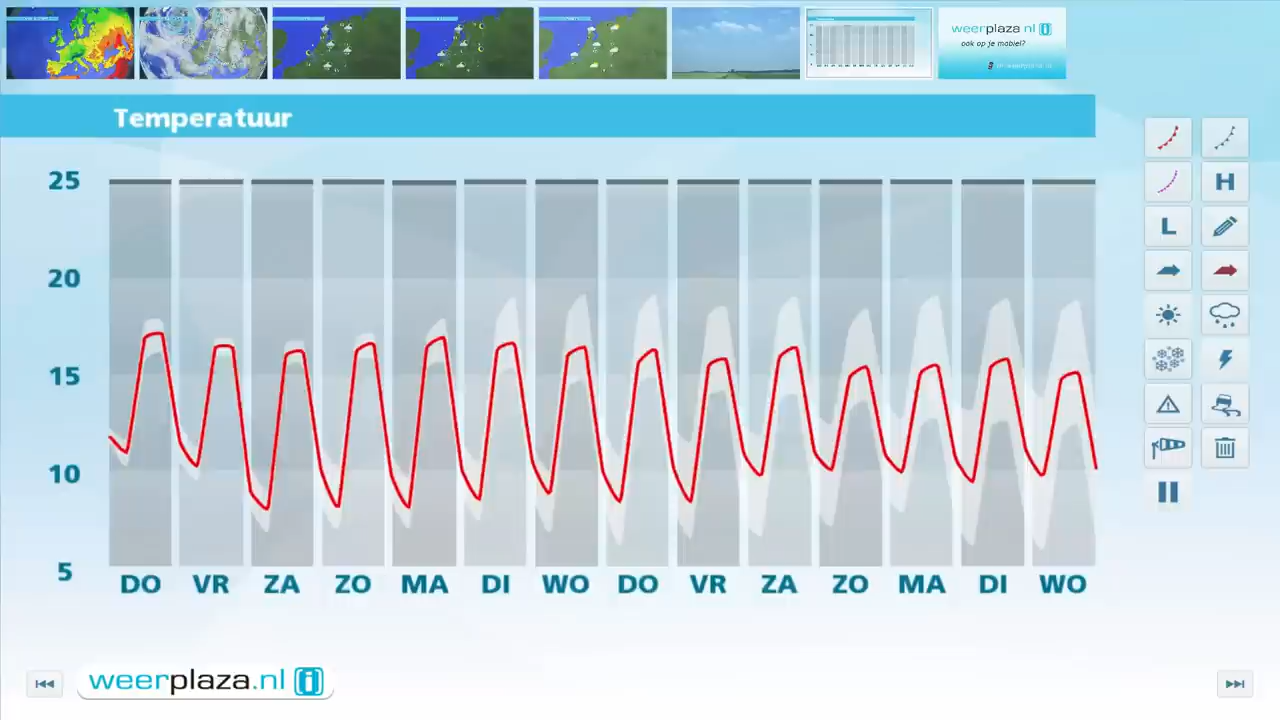 weerplaza.nl
ook op je mobiel?
Temperatuur
25
20
15
10
5
DO VR ZA ZO MA DI WO DO VR ZA ZO MA DI WO
H
L
weerplaza.nl